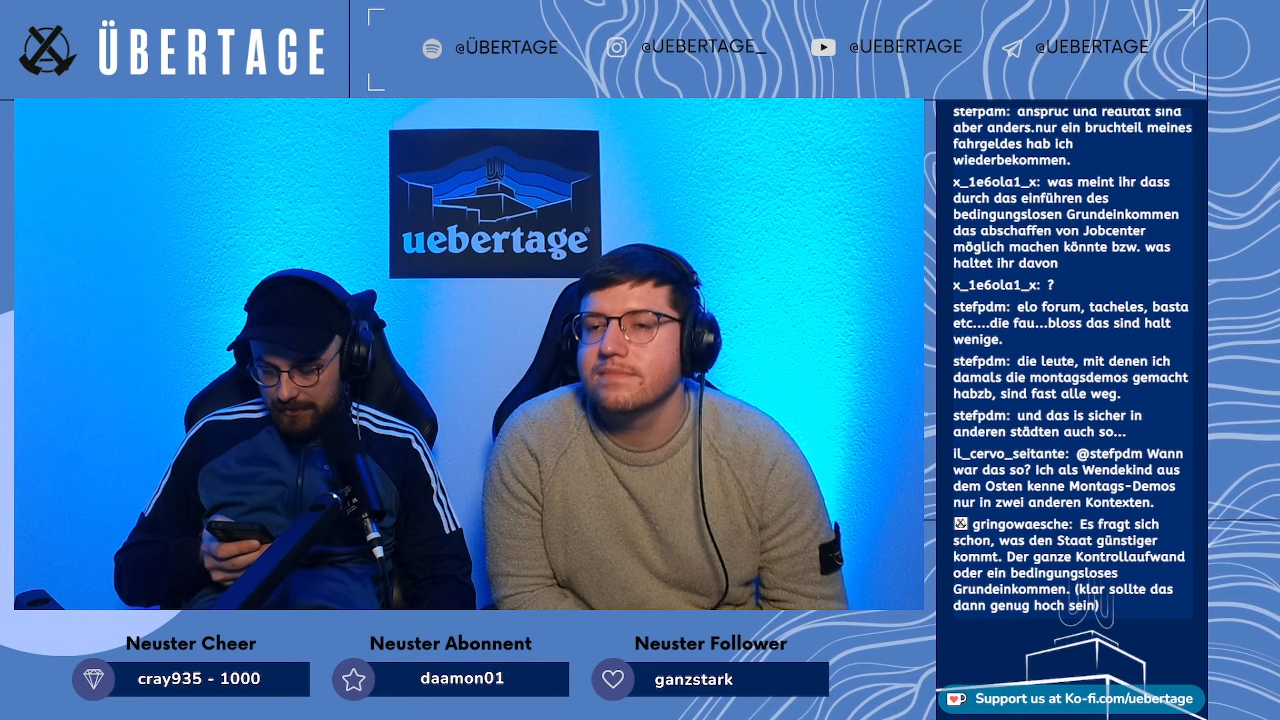 ÜBERTAGE
@ÜBERTAGE
@UEBERTAGE_
@UEBERTAGE
@UEBERTAGE
uebertage®
stefpdm: anspruc und realität sind
aber anders.nur ein bruchteil meines
fahrgeldes hab ich
wiederbekommen.
x_1e6ola1_x: was meint ihr dass
durch das einführen des
bedingungslosen Grundeinkommen
das abschaffen von Jobcenter
möglich machen könnte bzw. was
haltet ihr davon
x_1e6ola1_x: ?
stefpdm: elo forum, tacheles, basta
etc....die fau...bloss das sind halt
wenige.
stefpdm: die leute, mit denen ich
damals die montagsdemos gemacht
habzb, sind fast alle weg.
stefpdm: und das is sicher in
anderen städten auch so...
il_cervo_seitante: @stefpdm Wann
war das so? Ich als Wendekind aus
dem Osten kenne Montags-Demos
nur in zwei anderen Kontexten.
gringowaesche: Es fragt sich
schon, was den Staat günstiger
kommt. Der ganze Kontrollaufwand
oder ein bedingungsloses
Grundeinkommen. (klar sollte das
dann genug hoch sein)
Neuster Cheer
cray935 - 1000
Neuster Abonnent
daamon01
Neuster Follower
ganzstark
Support us at Ko-fi.com/uebertage